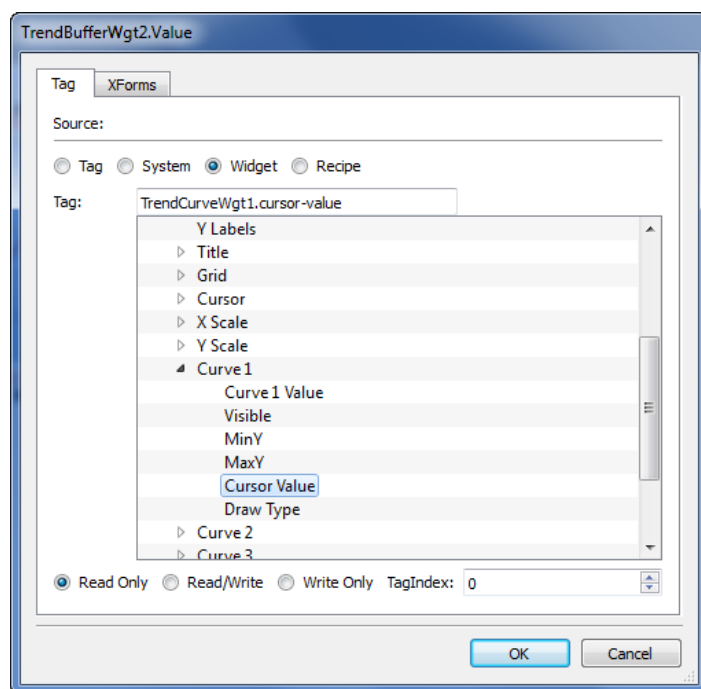 TrendBufferWgt2.Value
Tag XForms
Source:
Tag System Widget Recipe
Tag: TrendCurveWgt1.cursor-value
Y Labels
Title
Grid
Cursor
X Scale
Y Scale
Curve 1
Curve 1 Value
Visible
MinY
MaxY
Cursor Value
Draw Type
Curve 2
Curve 3
Read Only Read/Write Write Only TagIndex: 0
OK Cancel